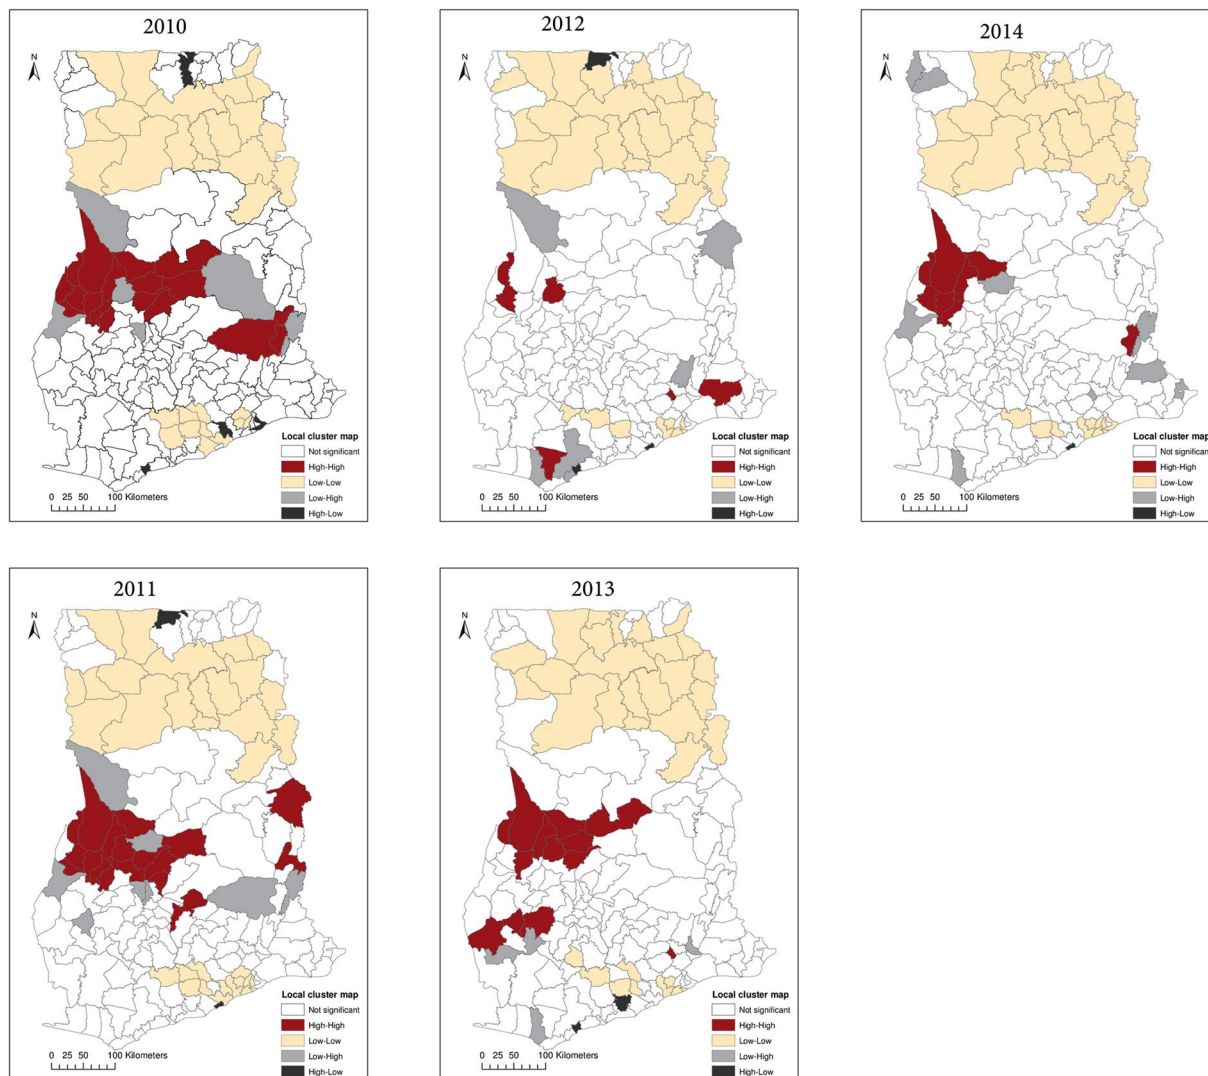 2010
N
Local cluster map
Not significant
High-High
Low-Low
Low-High
High-Low
0 25 50 100 Kilometers
2012
N
Local cluster map
Not significant
High-High
Low-Low
Low-High
High-Low
0 25 50 100 Kilometers
2014
N
Local cluster map
Not significant
High-High
Low-Low
Low-High
High-Low
0 25 50 100 Kilometers
2011
N
Local cluster map
Not significant
High-High
Low-Low
Low-High
High-Low
0 25 50 100 Kilometers
2013
N
Local cluster map
Not significant
High-High
Low-Low
Low-High
High-Low
0 25 50 100 Kilometers